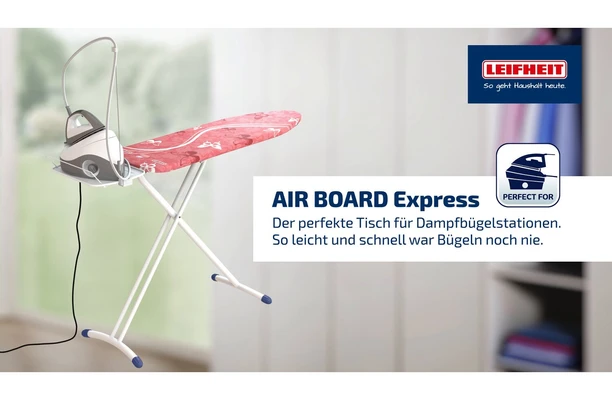 LEIFHEIT
So geht Haushalt heute.
AIR BOARD Express
PERFECT FOR
Der perfekte Tisch für Dampfbügelstationen.
So leicht und schnell war Bügeln noch nie.